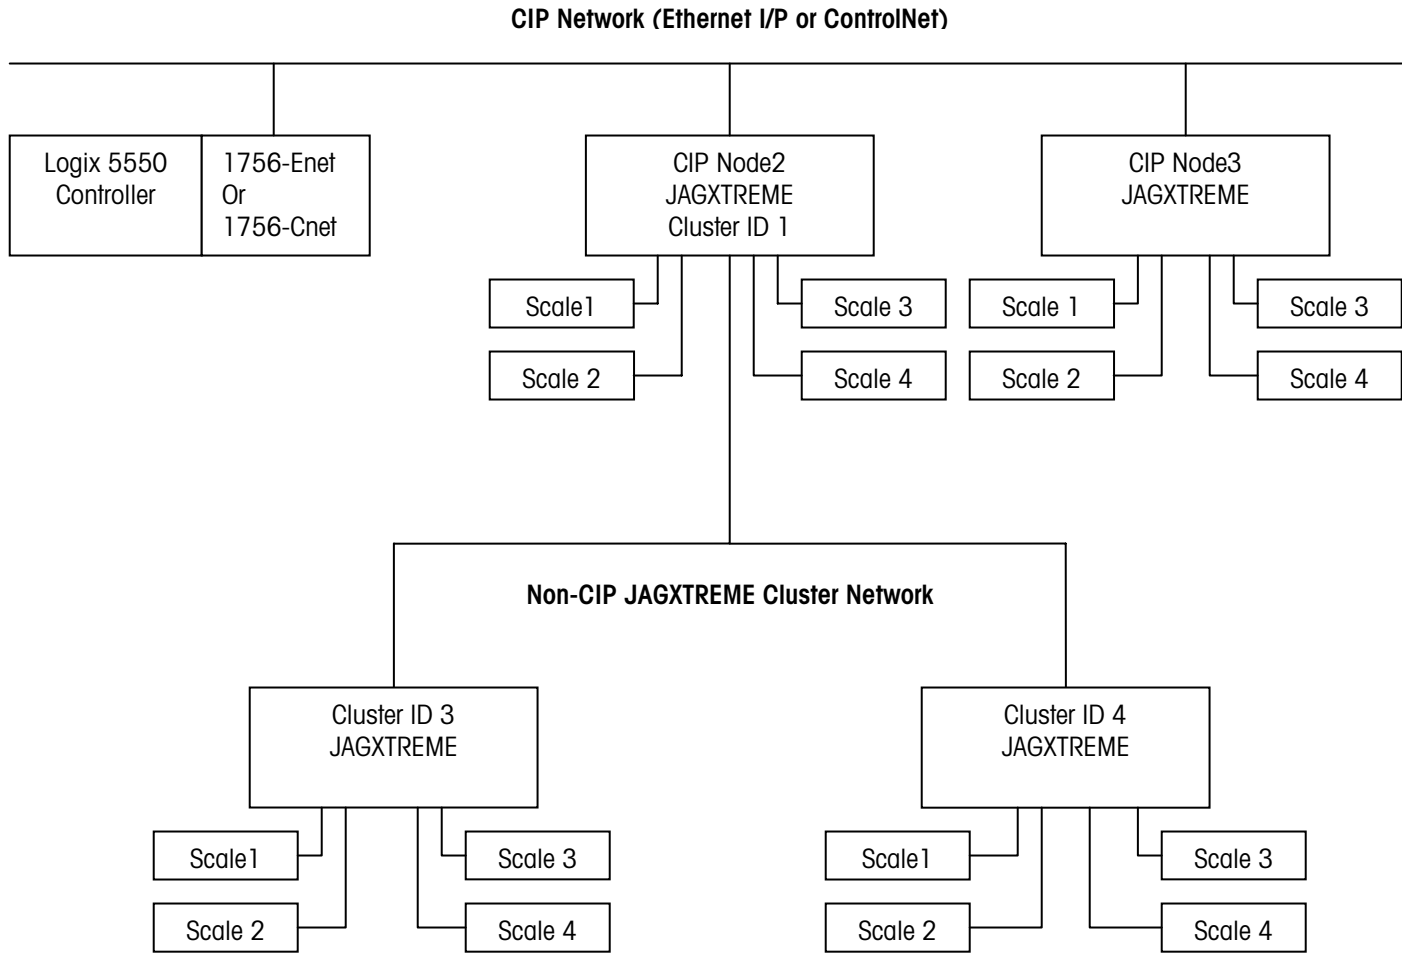 CIP Network (Ethernet I/P or ControlNet)
Logix 5550
Controller
1756-Enet
Or
1756-Cnet
CIP Node2
JAGXTREME
Cluster ID 1
CIP Node3
JAGXTREME
Scale1
Scale 3
Scale 1
Scale 3
Scale 2
Scale 4
Scale 2
Scale 4
Non-CIP JAGXTREME Cluster Network
Cluster ID 3
JAGXTREME
Cluster ID 4
JAGXTREME
Scale1
Scale 3
Scale1
Scale 3
Scale 2
Scale 4
Scale 2
Scale 4